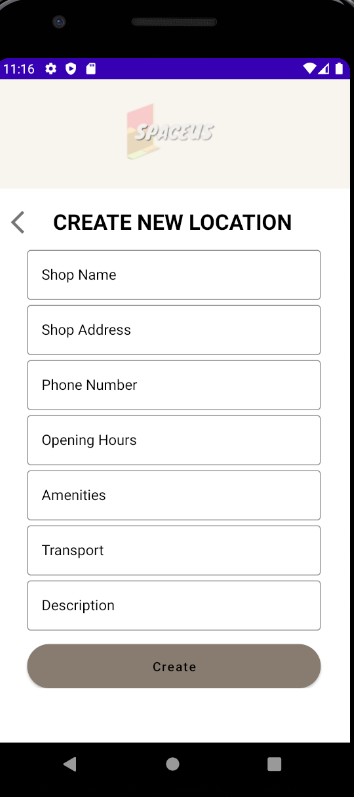 11:16
SPACEUS
CREATE NEW LOCATION
Shop Name
Shop Address
Phone Number
Opening Hours
Amenities
Transport
Description
Create